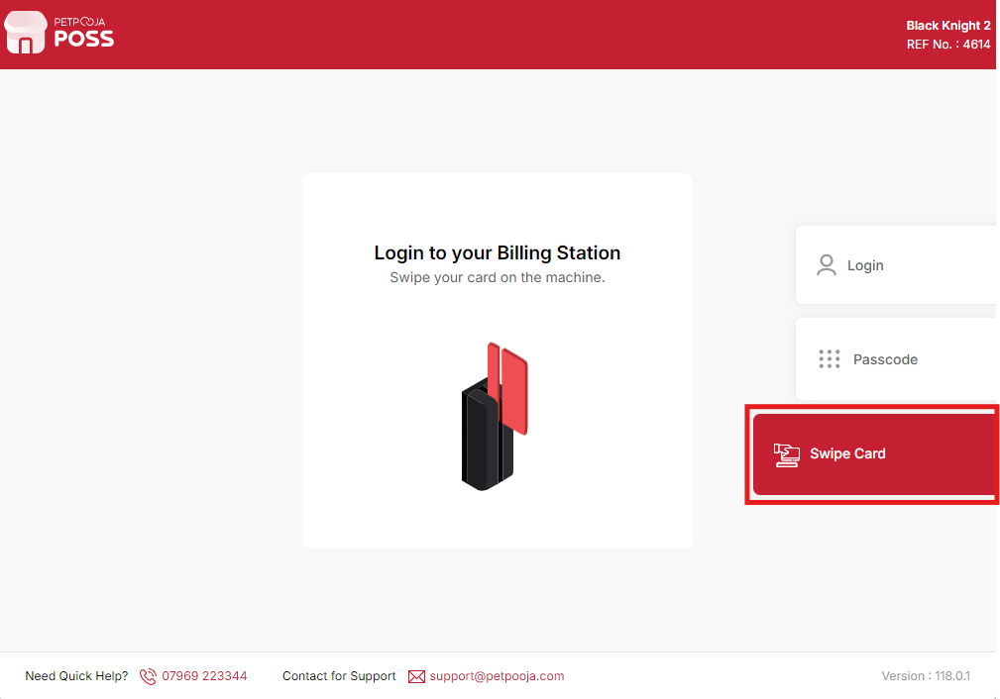 PETPOOJA
POSS
Black Knight 2
REF No. : 4614
Login to your Billing Station
Swipe your card on the machine.
Login
Passcode
Swipe Card
Need Quick Help? 07969 223344 Contact for Support support@petpooja.com Version : 118.0.1